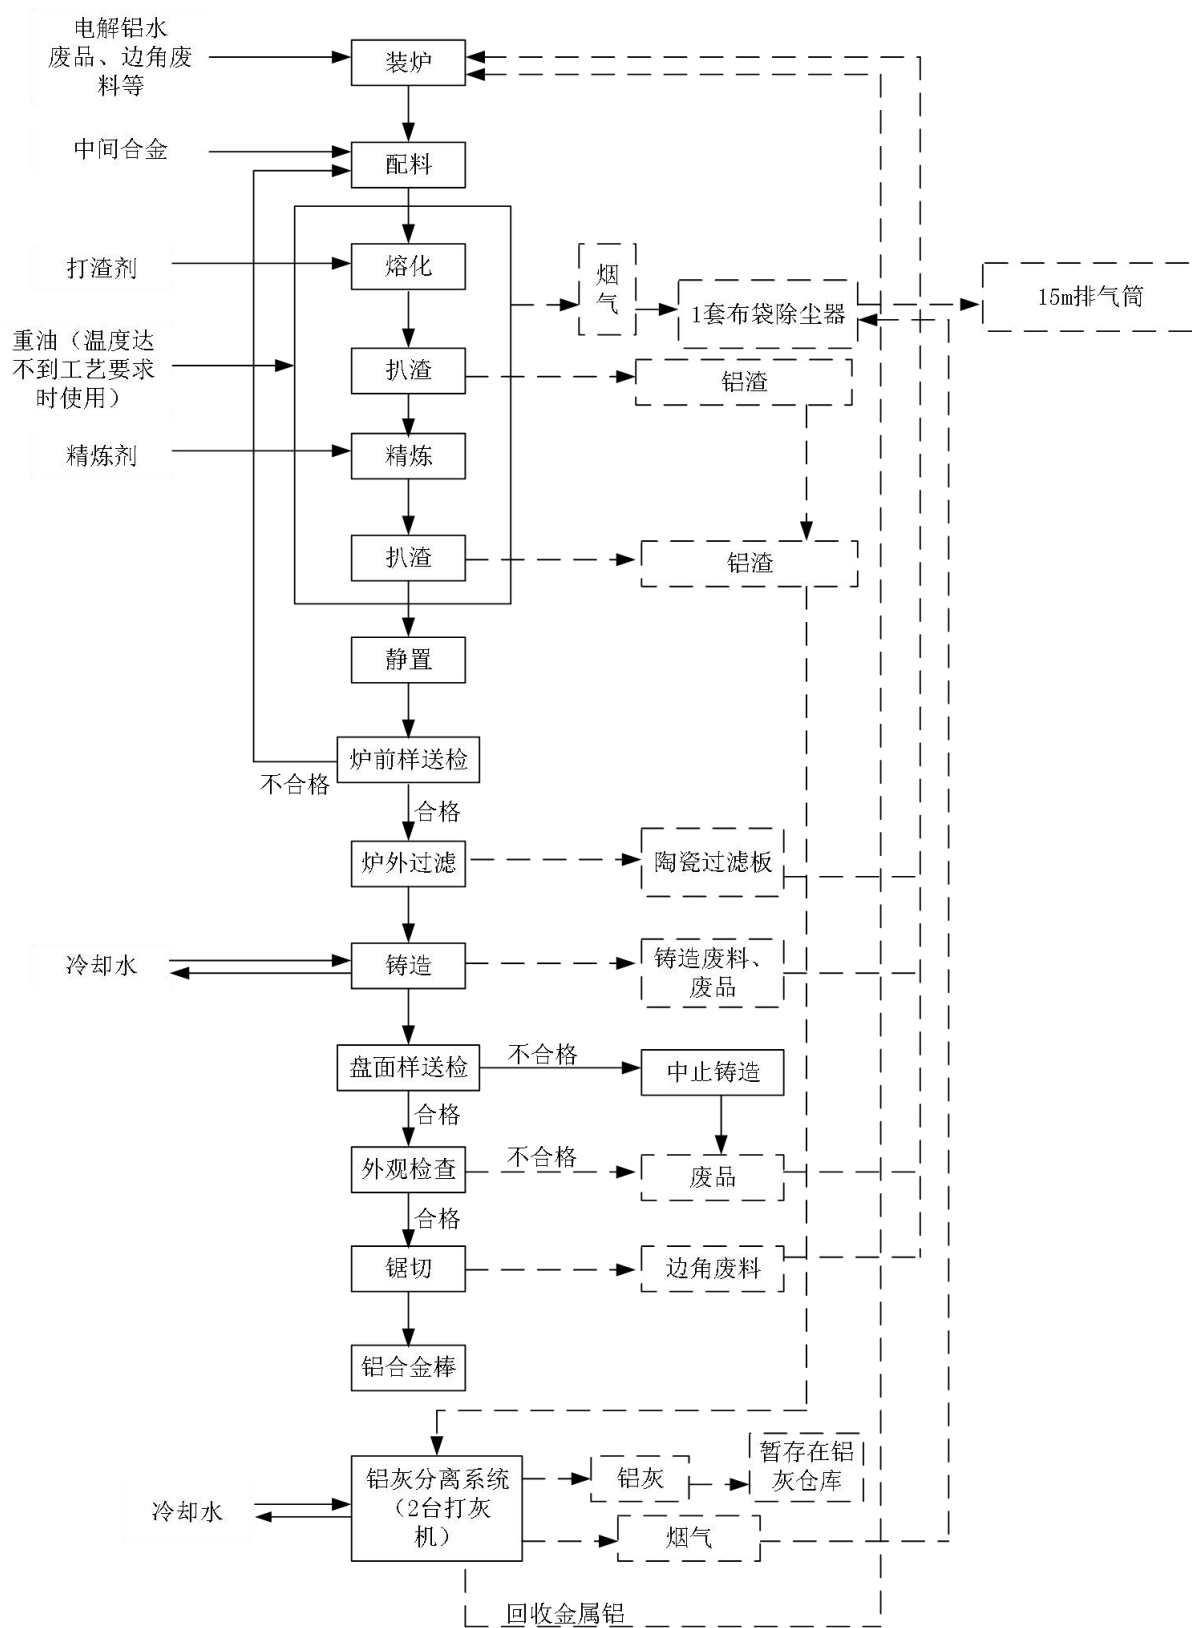 电解铝水
废品、边角废
料等
装炉
中间合金
配料
打渣剂
熔化
烟
气
1套布袋除尘器
15m排气筒
重油（温度达
不到工艺要求
时使用）
扒渣
铝渣
精炼剂
精炼
扒渣
铝渣
静置
炉前样送检
不合格
合格
炉外过滤
陶瓷过滤板
冷却水
铸造
铸造废料、
废品
盘面样送检
不合格
中止铸造
合格
外观检查
不合格
废品
合格
锯切
边角废料
铝合金棒
铝灰分离系统
（2台打灰
机）
铝灰
暂存在铝
灰仓库
冷却水
烟气
回收金属铝